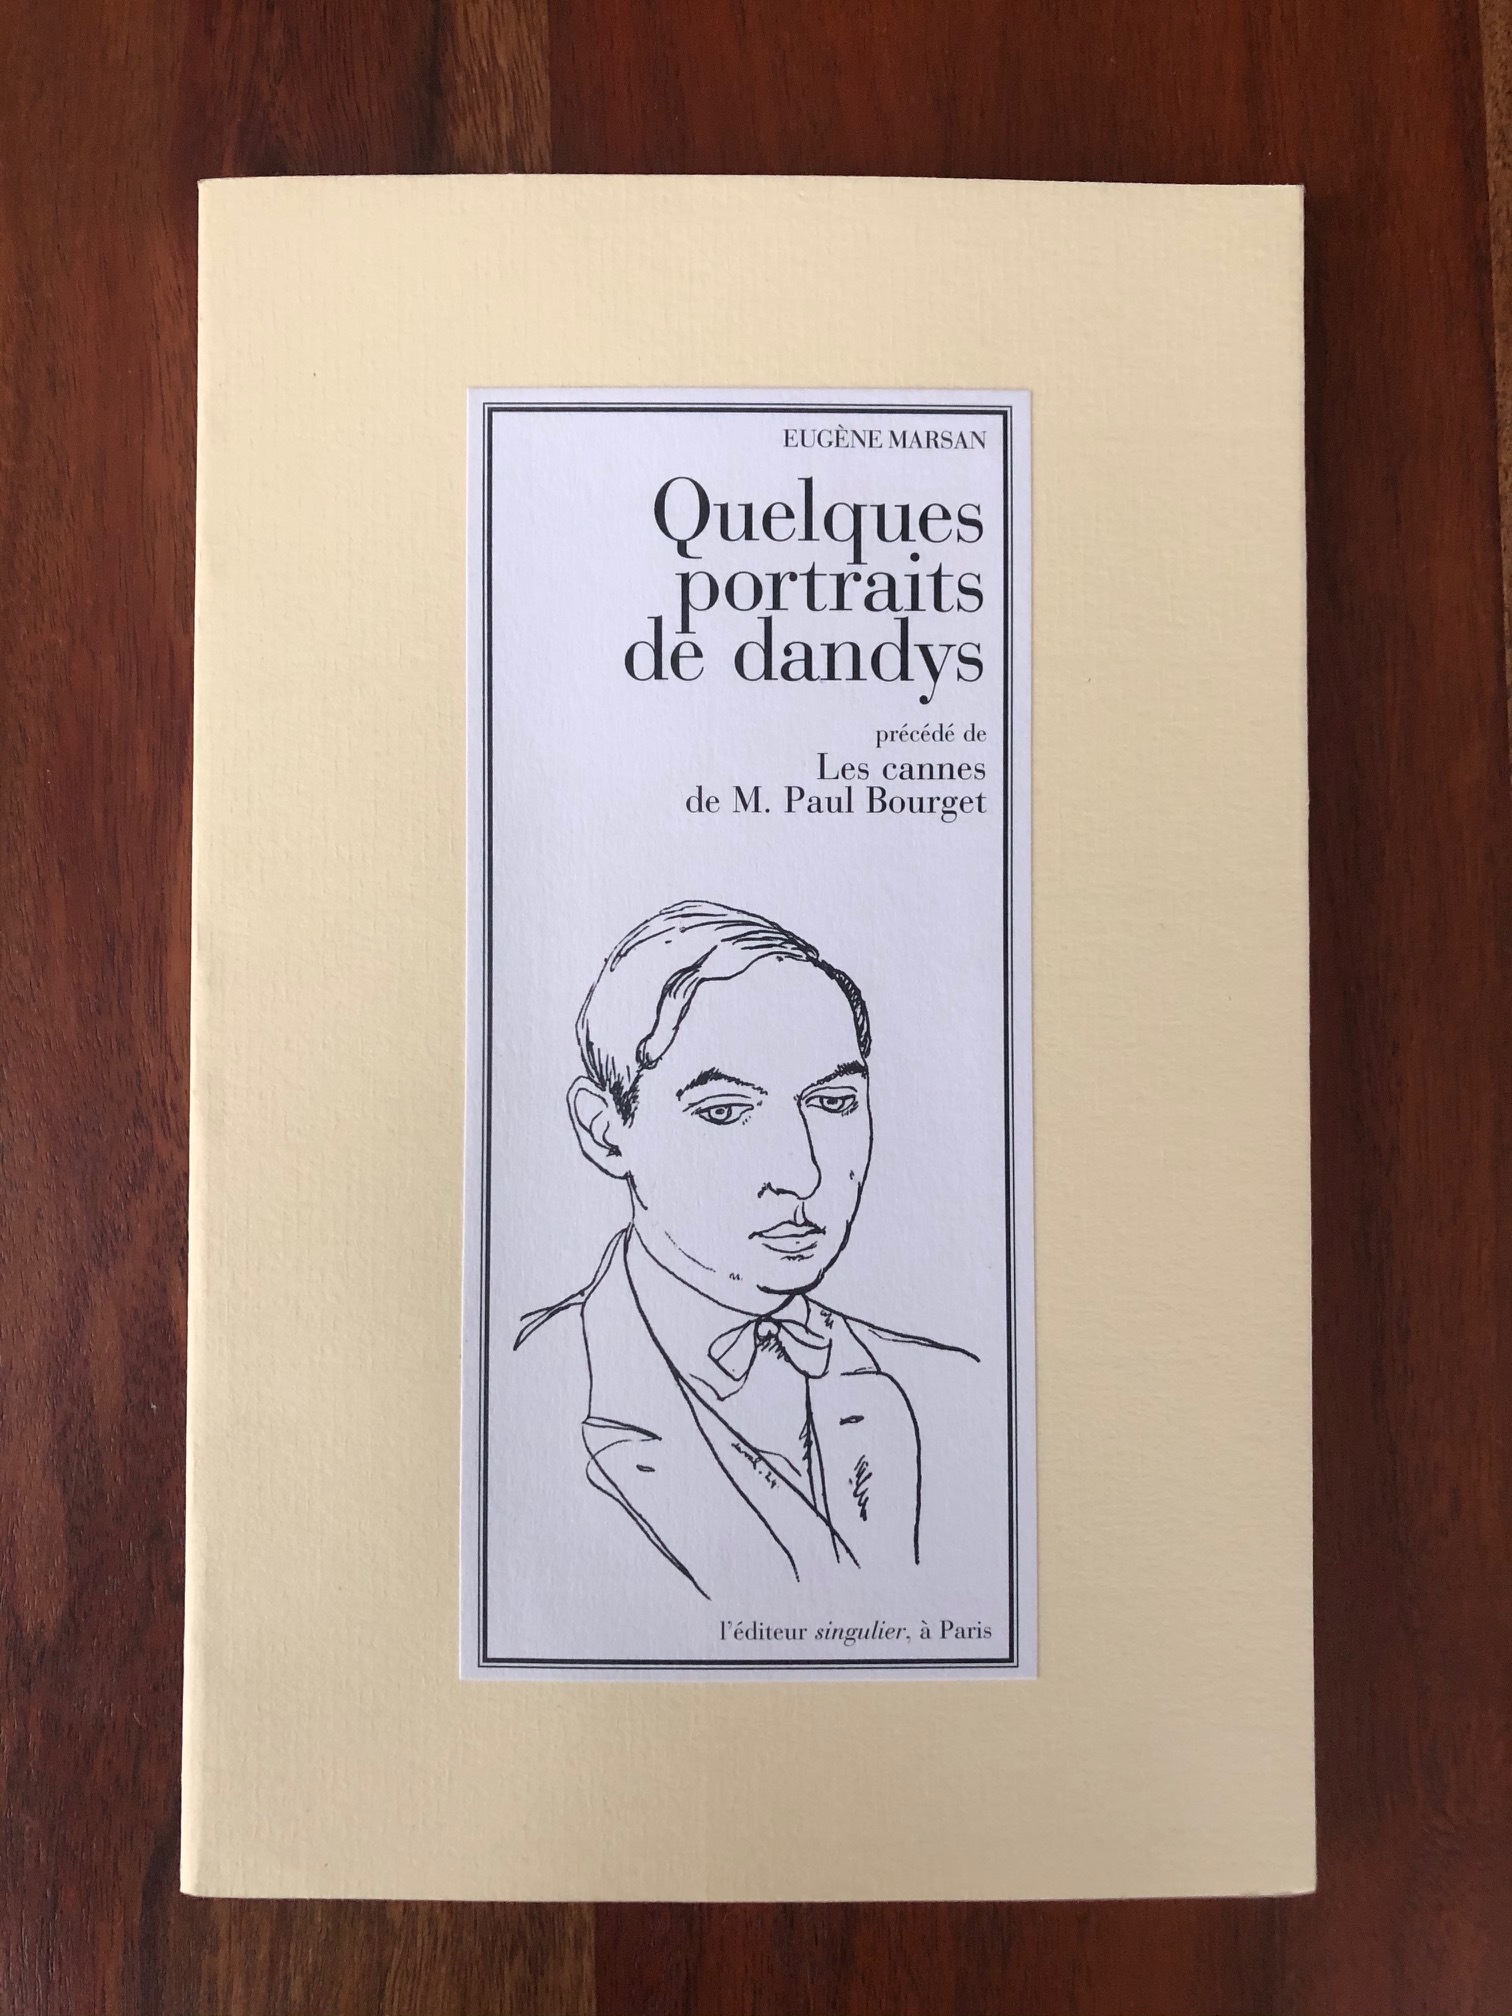 EUGÈNE MARSAN
Quelques
portraits
de dandys
précédé de
Les cannes
de M. Paul Bourget
l'éditeur singulier, à Paris